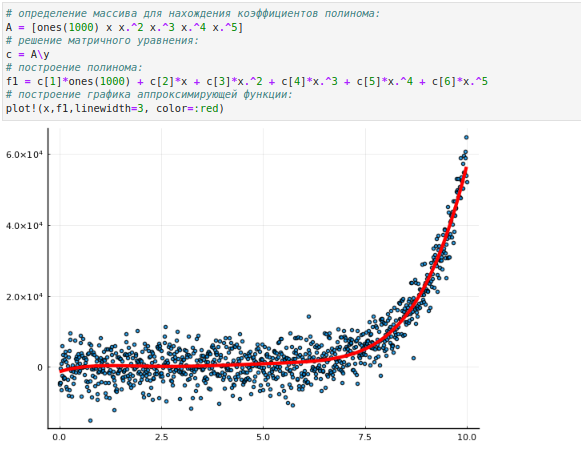 # определение массива для нахождения коэффициентов полинома:
A = [ones(1000) x x.^2 x.^3 x.^4 x.^5]
# решение матричного уравнения:
c = A\y
# построение полинома:
f1 = c[1]*ones(1000) + c[2]*x + c[3]*x.^2 + c[4]*x.^3 + c[5]*x.^4 + c[6]*x.^5
# построение графика аппроксимирующей функции:
plot!(x,f1,linewidth=3, color=:red)
6.0×10⁴
4.0×10⁴
2.0×10⁴
0
0.0 2.5 5.0 7.5 10.0